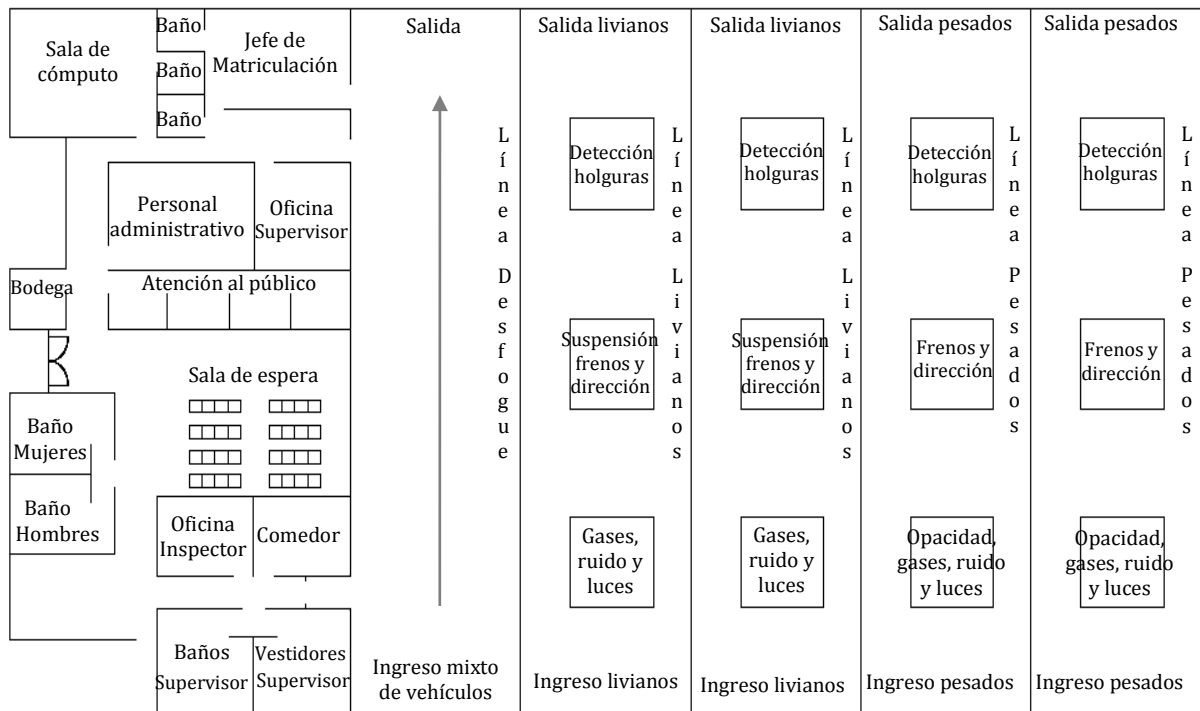 Sala de
cómputo
Baño
Baño
Baño
Jefe de
Matriculación
Personal
administrativo
Oficina
Supervisor
Bodega
Atención al público
Sala de espera
Baño
Mujeres
Baño
Hombres
Oficina
Inspector
Comedor
Baños
Supervisor
Vestidores
Supervisor
Salida
Línea Desfogue
Ingreso mixto
de vehículos
Salida livianos
Detección
holguras
Suspensión
frenos y
dirección
Gases,
ruido y
luces
Línea Livianos
Ingreso livianos
Salida livianos
Detección
holguras
Suspensión
frenos y
dirección
Gases,
ruido y
luces
Línea Livianos
Ingreso livianos
Salida pesados
Detección
holguras
Frenos y
dirección
Opacidad,
gases, ruido
y luces
Línea Pesados
Ingreso pesados
Salida pesados
Detección
holguras
Frenos y
dirección
Opacidad,
gases, ruido
y luces
Línea Pesados
Ingreso pesados